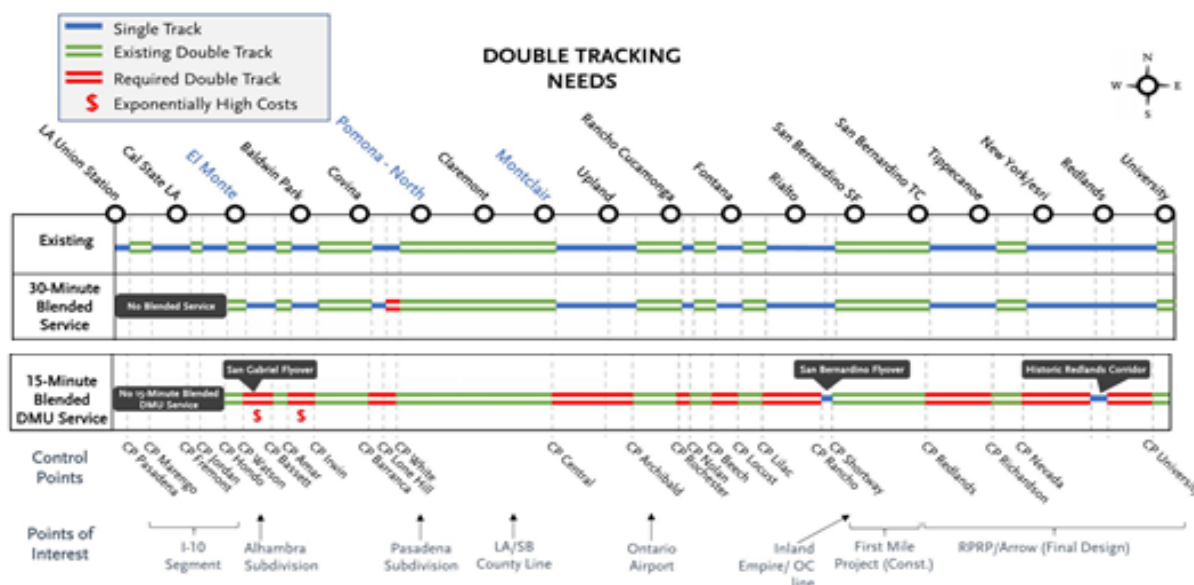 Single Track
Existing Double Track
Required Double Track
$ Exponentially High Costs
DOUBLE TRACKING
NEEDS
N
W E
S
LA Union Station
Cal State LA
El Monte
Baldwin Park
Covina
Pomona - North
Claremont
Montclair
Upland
Rancho Cucamonga
Fontana
Rialto
San Bernardino SF
San Bernardino TC
Tippecanoe
New York/esri
Redlands
University
Existing
30-Minute
Blended
Service
No Blended Service
15-Minute
Blended
DMU Service
No 15-Minute Blended
DMU Service
San Gabriel Flyover
San Bernardino Flyover
Historic Redlands Corridor
$
$
Control
Points
CP Pasadena
CP Marengo
CP Fremont
CP Jordan
CP Hondo
CP Watson
CP Bassett
CP Amar
CP Irwin
CP Barranca
CP Lone Hill
CP White
CP Central
CP Archibald
CP Rochester
CP Nolan
CP Beech
CP Locust
CP Lilac
CP Rancho
CP Shortway
CP Redlands
CP Richardson
CP Nevada
CP University
Points of
Interest
I-10
Segment
Alhambra
Subdivision
Pasadena
Subdivision
LA/SB
County Line
Ontario
Airport
Inland
Empire/ OC
line
First Mile
Project (Const.)
RPRP/Arrow (Final Design)